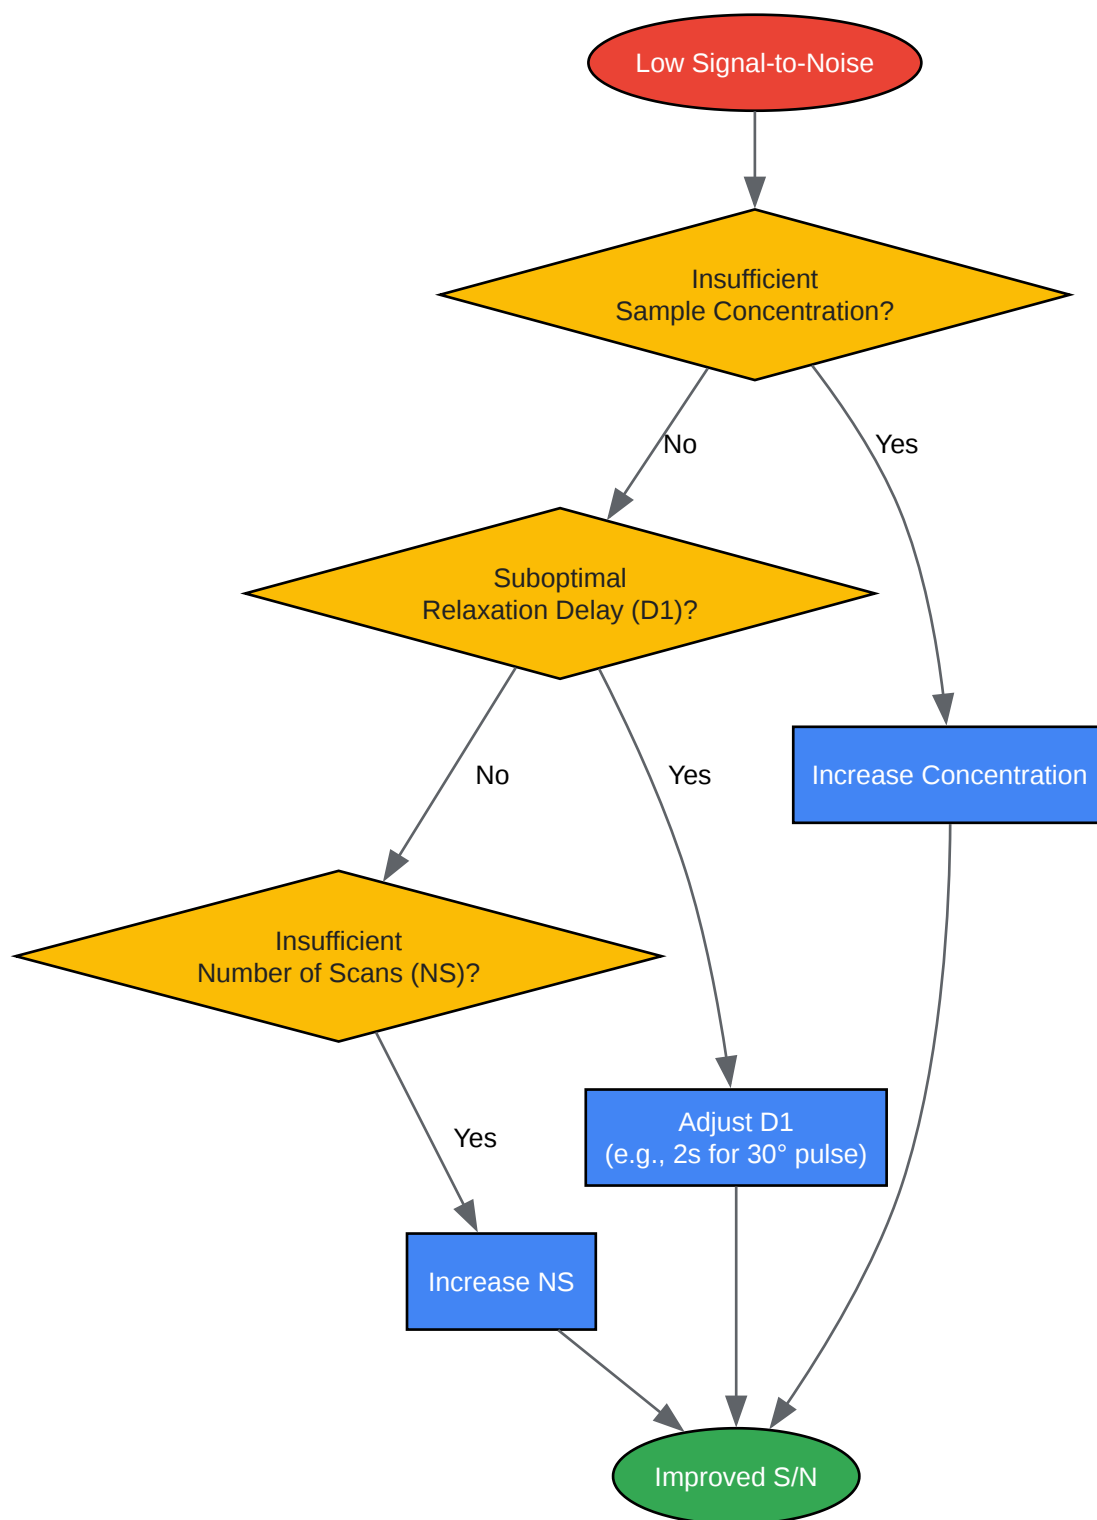 Low Signal-to-Noise
Insufficient
Sample Concentration?
No
Yes
Suboptimal
Relaxation Delay (D1)?
No
Yes
Increase Concentration
Insufficient
Number of Scans (NS)?
Yes
Adjust D1
(e.g., 2s for 30° pulse)
Increase NS
Improved S/N